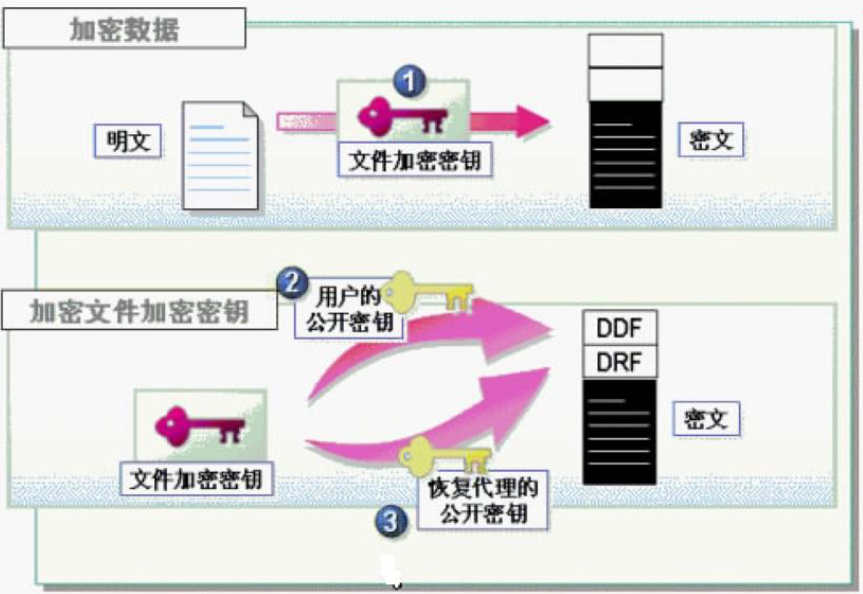 加密数据
1
明文
文件加密密钥
密文
加密文件加密密钥
2
用户的
公开密钥
DDF
DRF
密文
文件加密密钥
恢复代理的
公开密钥
3